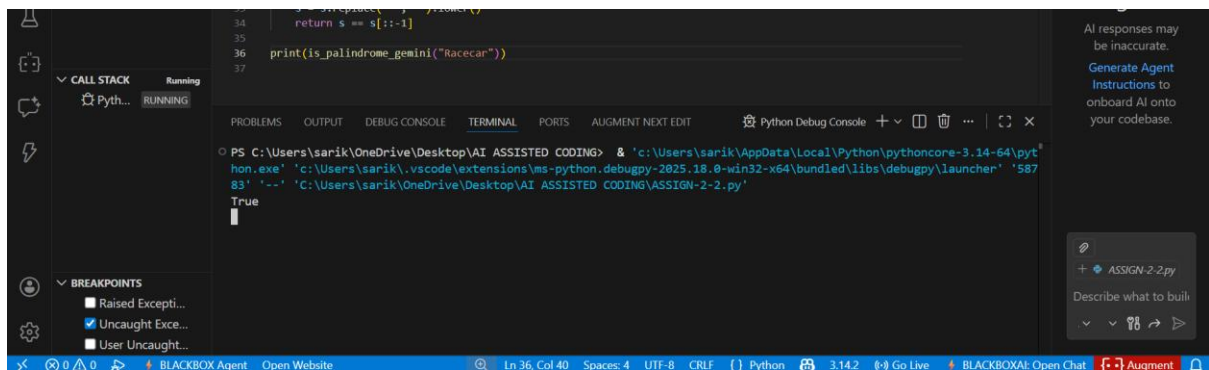 34 return s == s[::-1]
35
36 print(is_palindrome_gemini("Racecar"))
37
CALL STACK Running
Pyth... RUNNING
PROBLEMS OUTPUT DEBUG CONSOLE TERMINAL PORTS AUGMENT NEXT EDIT Python Debug Console
PS C:\Users\sarik\OneDrive\Desktop\AI ASSISTED CODING> & 'c:\Users\sarik\AppData\Local\Python\pythoncore-3.14-64\pyt
hon.exe' 'c:\Users\sarik\.vscode\extensions\ms-python.debugpy-2025.18.0-win32-x64\bundled\libs\debugpy\launcher' '587
83' '--' 'C:\Users\sarik\OneDrive\Desktop\AI ASSISTED CODING\ASSIGN-2-2.py'
True
BREAKPOINTS
Raised Excepti...
Uncaught Exce...
User Uncaught...
AI responses may
be inaccurate.
Generate Agent
Instructions to
onboard AI onto
your codebase.
ASSIGN-2-2.py
Describe what to buil
0 0 BLACKBOX Agent Open Website Ln 36, Col 40 Spaces: 4 UTF-8 CRLF { } Python 3.14.2 Go Live BLACKBOXAI: Open Chat Augment